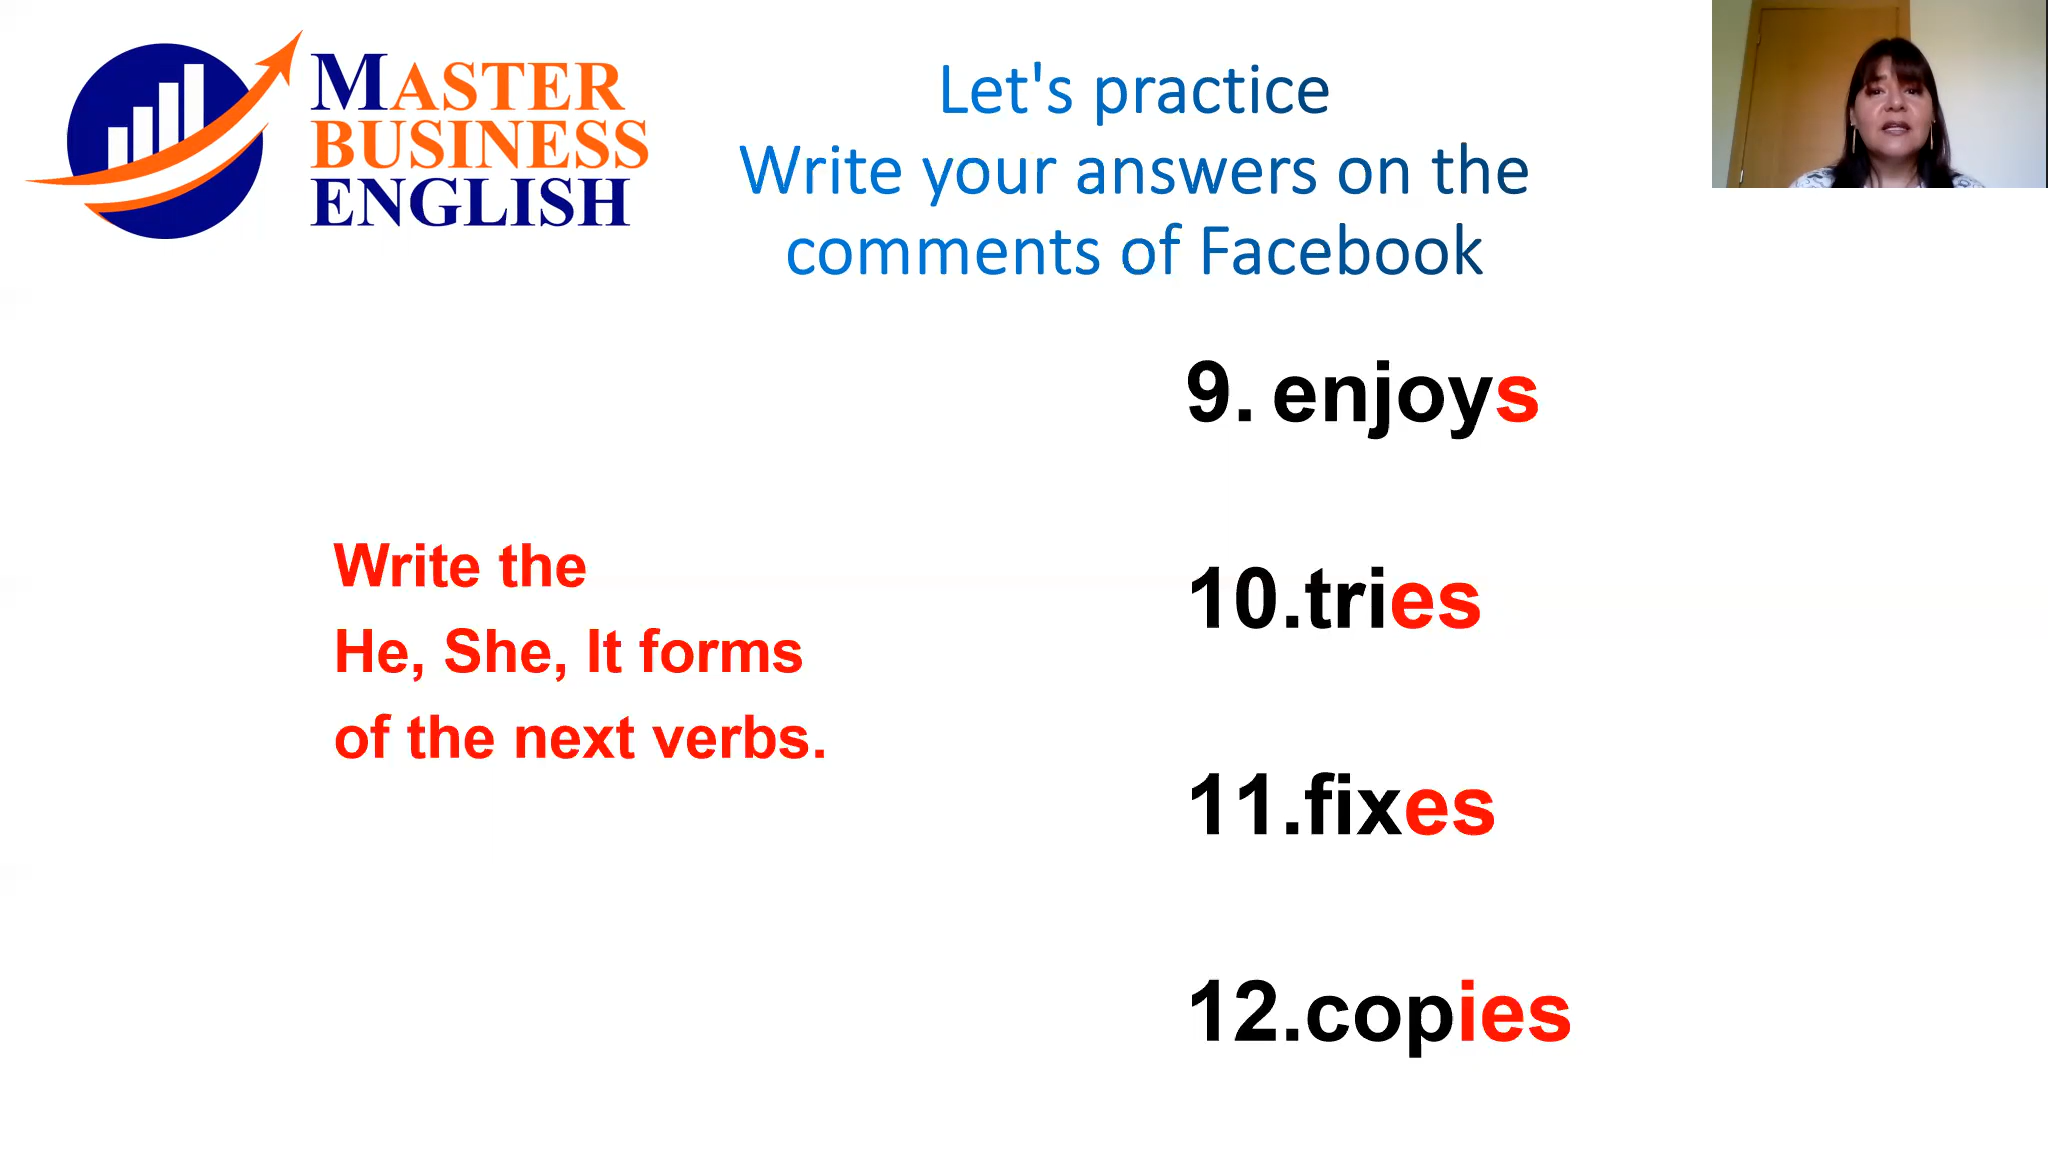 MASTER
BUSINESS
ENGLISH
Let's practice
Write your answers on the
comments of Facebook
9. enjoys
Write the
He, She, It forms
of the next verbs.
10.tries
11.fixes
12.copies